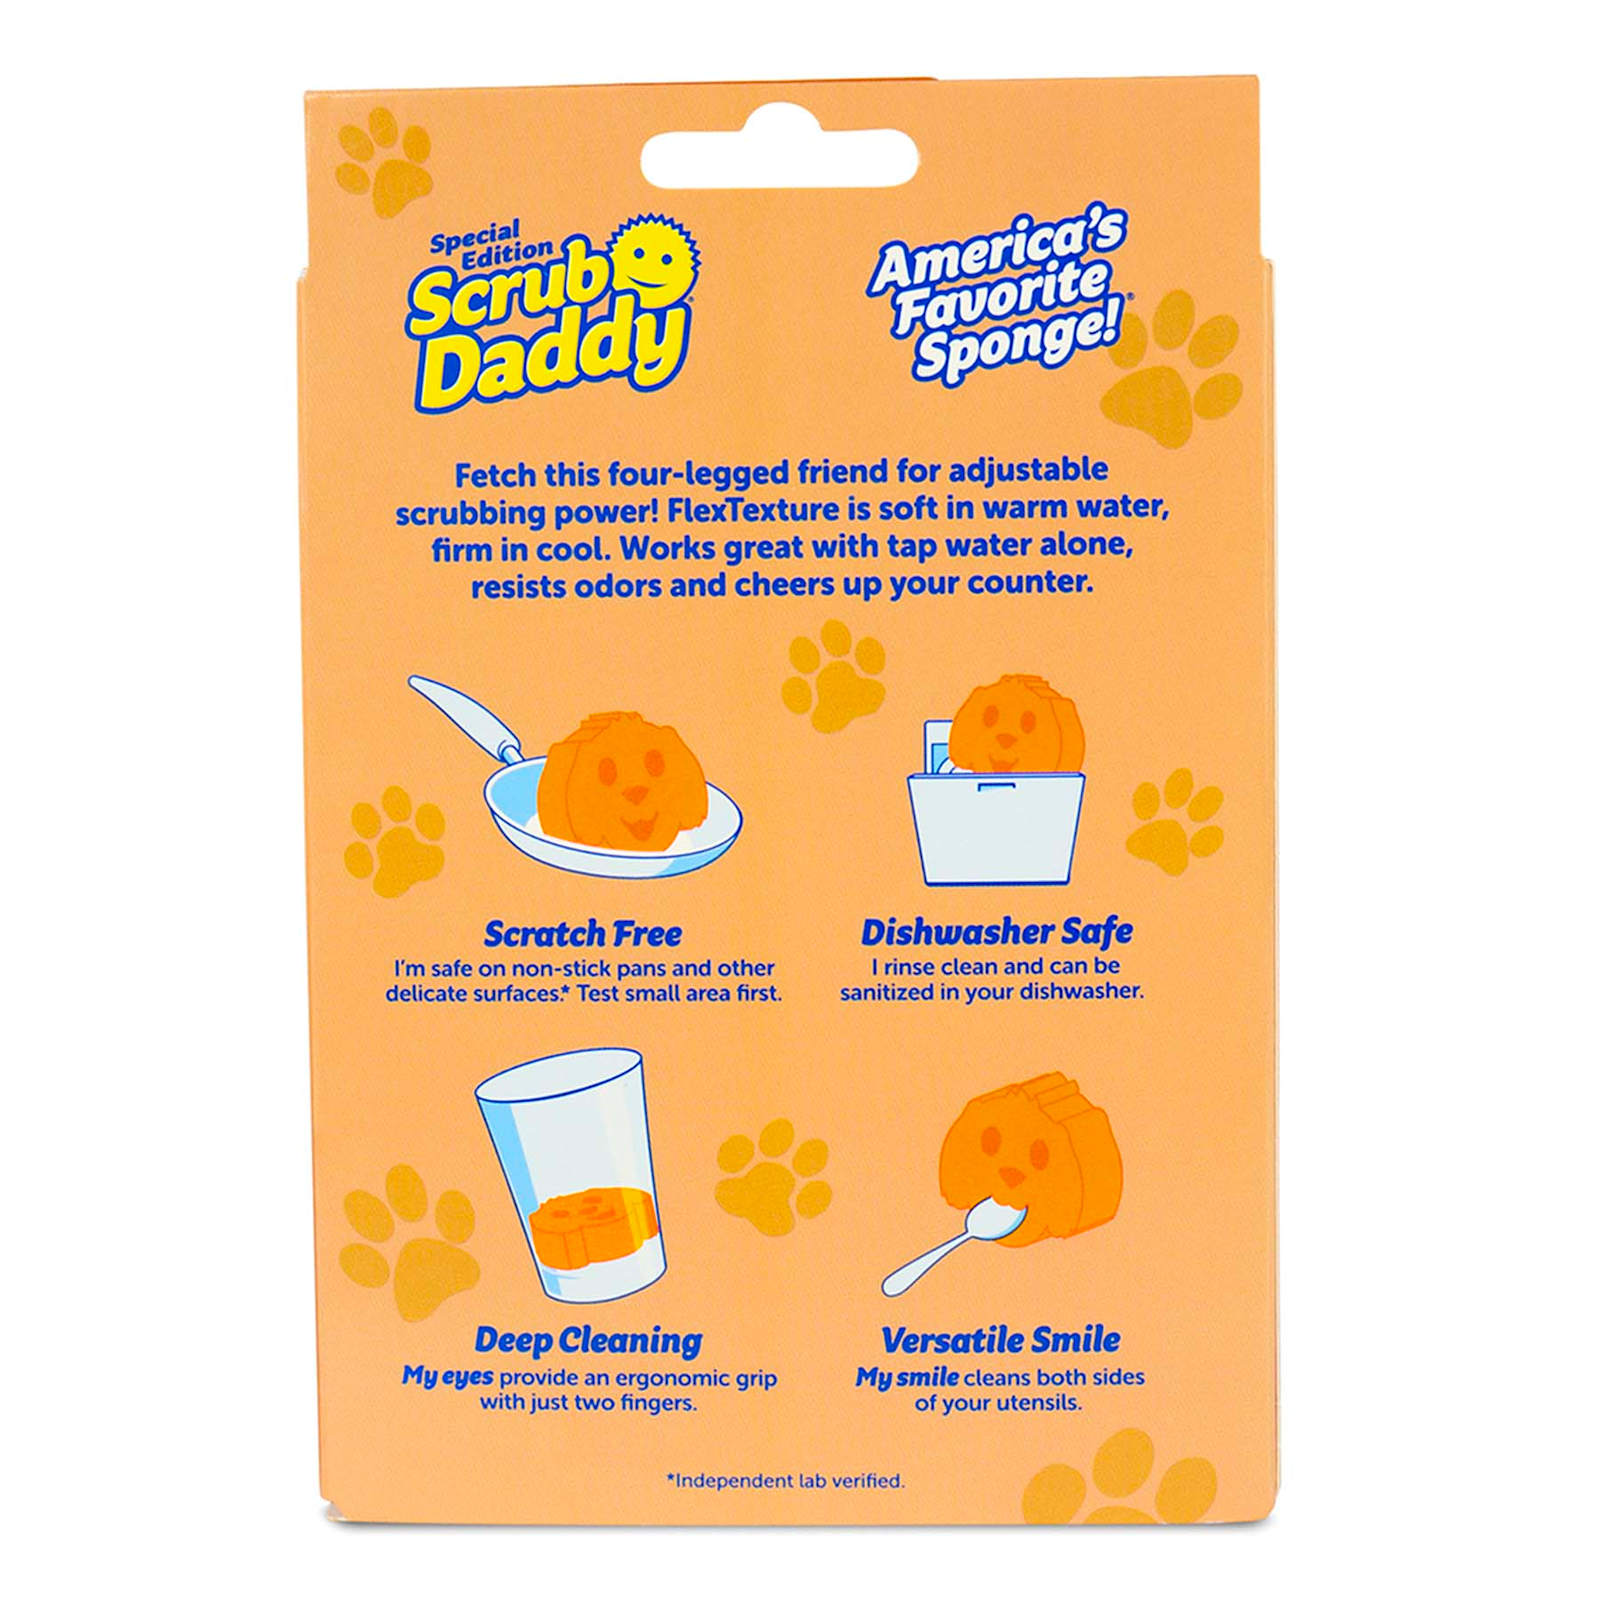 Special
Edition
Scrub
Daddy®
America's
Favorite
Sponge!®
Fetch this four-legged friend for adjustable
scrubbing power! FlexTexture is soft in warm water,
firm in cool. Works great with tap water alone,
resists odors and cheers up your counter.
Scratch Free
I'm safe on non-stick pans and other
delicate surfaces.* Test small area first.
Dishwasher Safe
I rinse clean and can be
sanitized in your dishwasher.
Deep Cleaning
My eyes provide an ergonomic grip
with just two fingers.
Versatile Smile
My smile cleans both sides
of your utensils.
*Independent lab verified.